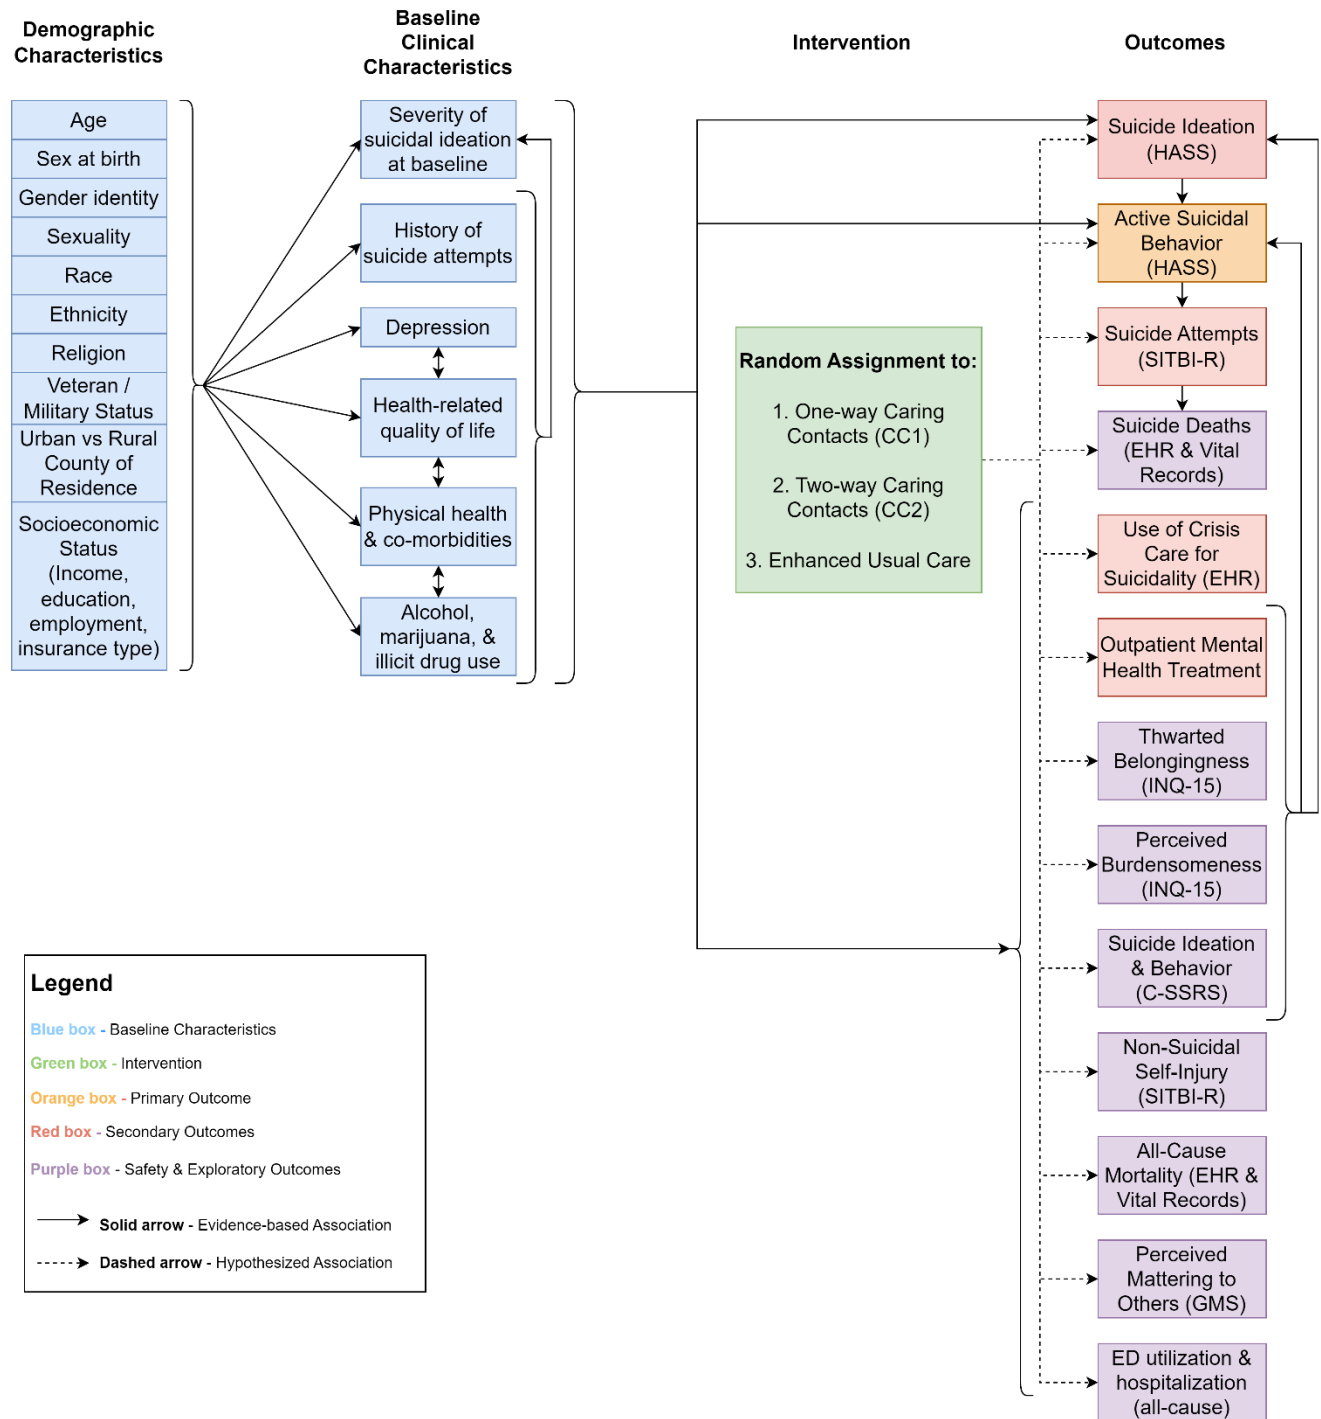 Demographic
Characteristics
Baseline
Clinical
Characteristics
Intervention
Outcomes
Age
Sex at birth
Gender identity
Sexuality
Race
Ethnicity
Religion
Veteran /
Military Status
Urban vs Rural
County of
Residence
Socioeconomic
Status
(Income,
education,
employment,
insurance type)
Severity of
suicidal ideation
at baseline
History of
suicide attempts
Depression
Health-related
quality of life
Physical health
& co-morbidities
Alcohol,
marijuana, &
illicit drug use
Random Assignment to:
1. One-way Caring
Contacts (CC1)
2. Two-way Caring
Contacts (CC2)
3. Enhanced Usual Care
Suicide Ideation
(HASS)
Active Suicidal
Behavior
(HASS)
Suicide Attempts
(SITBI-R)
Suicide Deaths
(EHR & Vital
Records)
Use of Crisis
Care for
Suicidality (EHR)
Outpatient Mental
Health Treatment
Thwarted
Belongingness
(INQ-15)
Perceived
Burdensomeness
(INQ-15)
Suicide Ideation
& Behavior
(C-SSRS)
Non-Suicidal
Self-Injury
(SITBI-R)
All-Cause
Mortality (EHR &
Vital Records)
Perceived
Mattering to
Others (GMS)
ED utilization &
hospitalization
(all-cause)
Legend
Blue box - Baseline Characteristics
Green box - Intervention
Orange box - Primary Outcome
Red box - Secondary Outcomes
Purple box - Safety & Exploratory Outcomes
Solid arrow - Evidence-based Association
Dashed arrow - Hypothesized Association